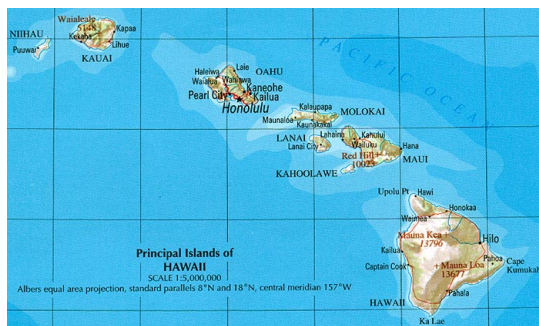 Waialeale
5148
NIIHAU
Puuwai
Kekaha
Kapaa
Lihue
KAUAI
Haleiwa
Laie
OAHU
Waialua
Wahiawa
Kaneohe
Pearl City
Kailua
Honolulu
PACIFIC OCEAN
Kalaupapa
MOLOKAI
Maunaloa
Kaunakakai
LANAI
Lanai City
Lahaina
Kahului
Wailuku
Red Hill
10023
Hana
MAUI
KAHOOLAWE
Upolu Pt.
Hawi
Honokaa
Waimea
Mauna Kea
13796
Hilo
Kailua
Captain Cook
Mauna Loa
13677
Pahoa
Cape
Kumukahi
Pahala
HAWAII
Ka Lae
Principal Islands of
HAWAII
SCALE 1:5,000,000
Albers equal area projection, standard parallels 8°N and 18°N, central meridian 157°W